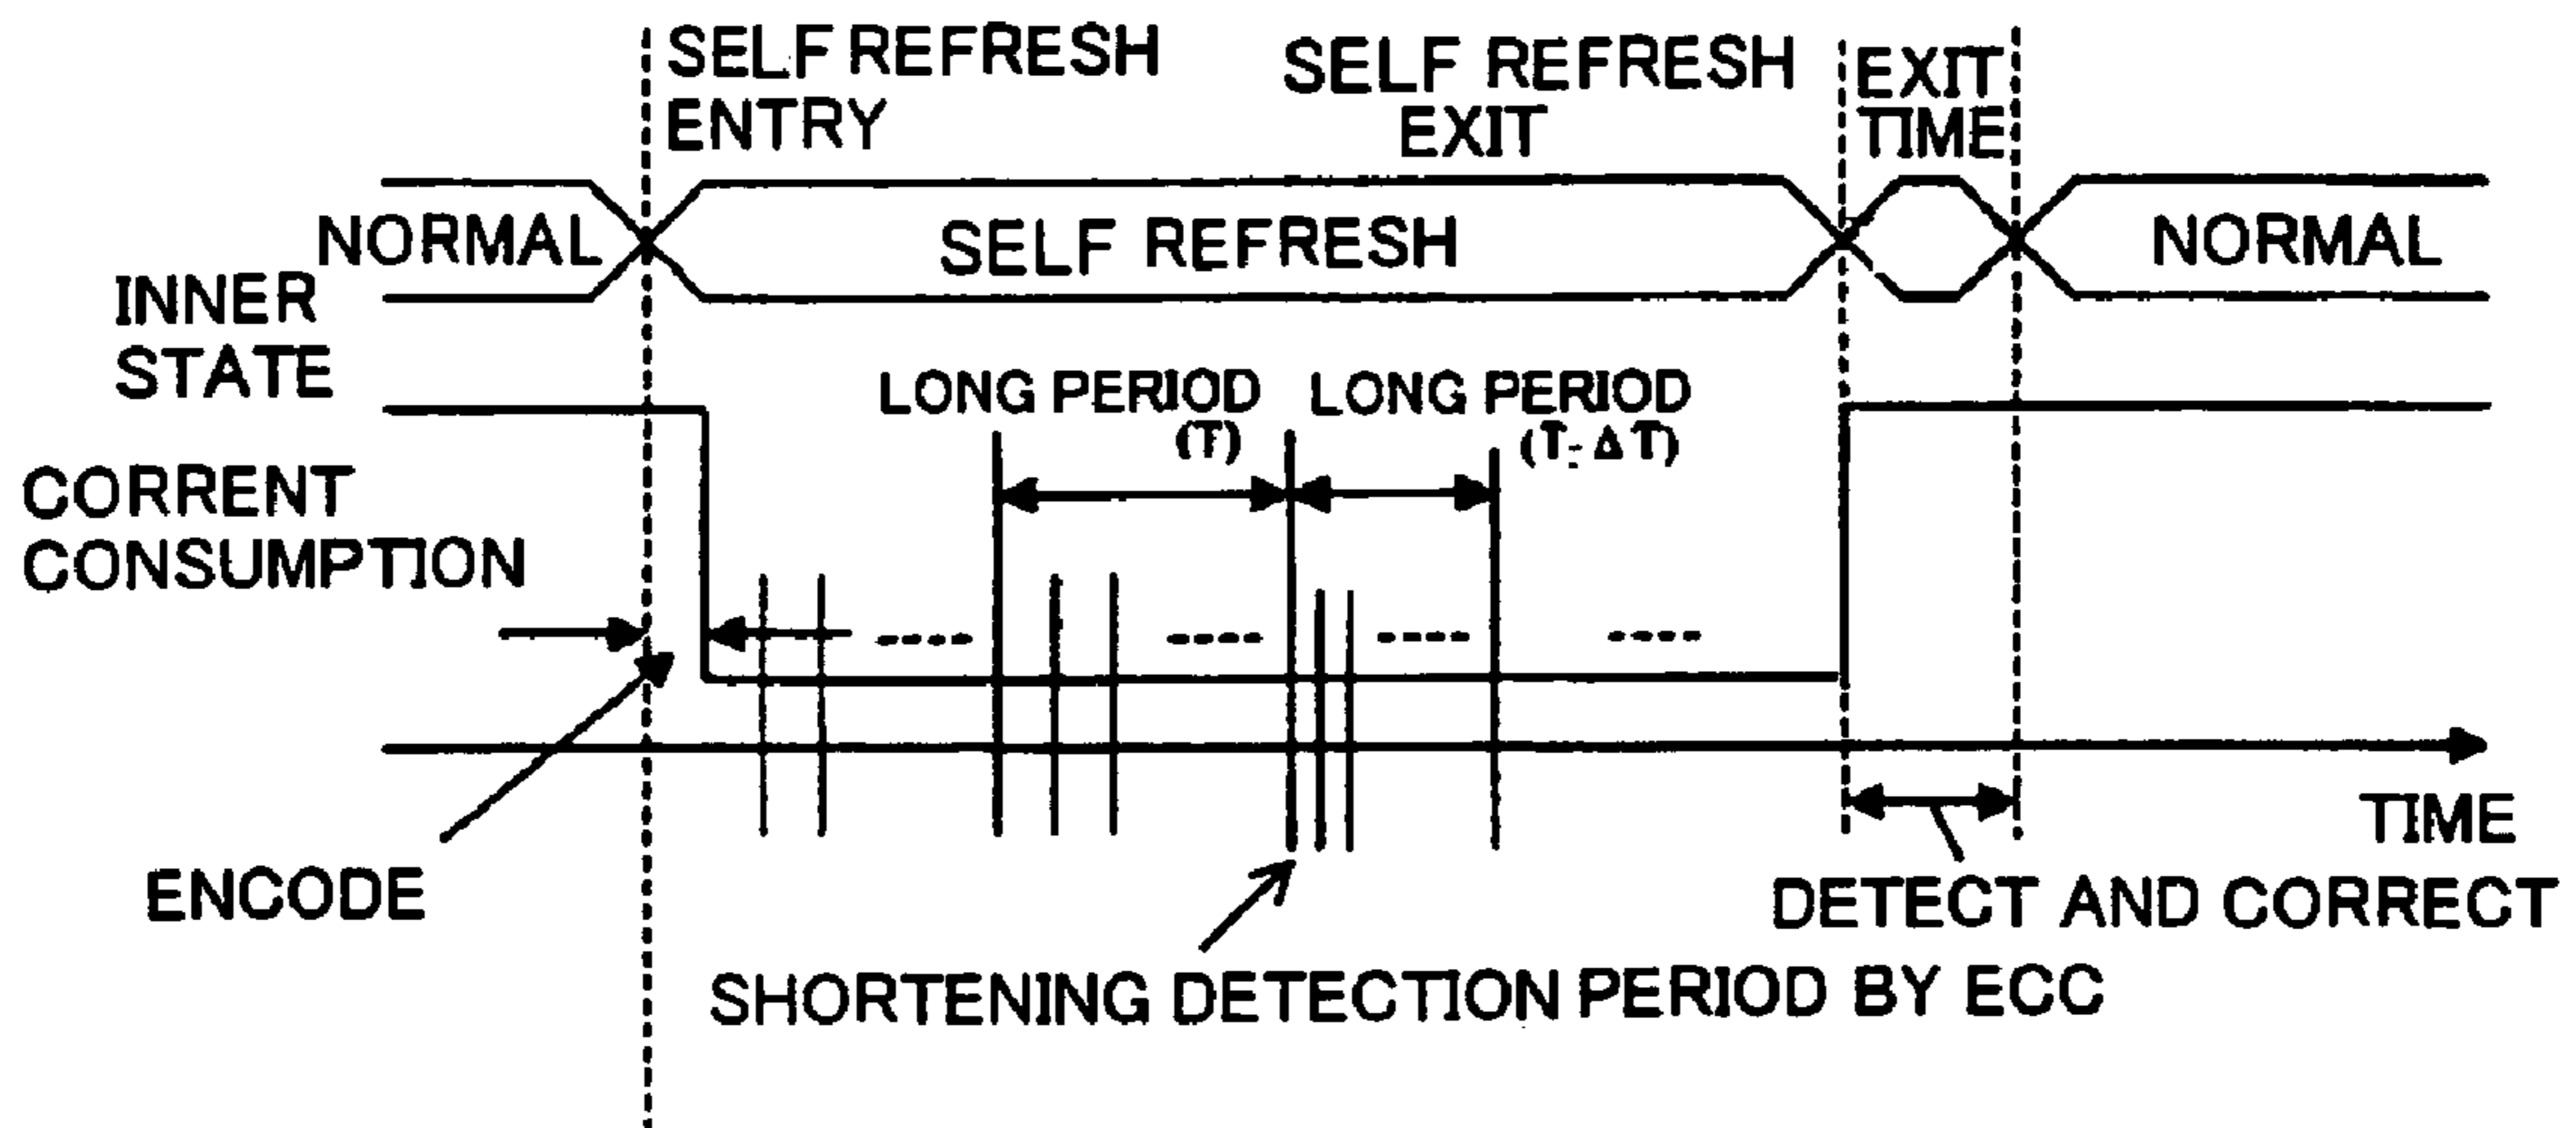 SELF REFRESH
ENTRY
SELF REFRESH
EXIT
EXIT
TIME
NORMAL
SELF REFRESH
NORMAL
INNER
STATE
LONG PERIOD
(T)
LONG PERIOD
(T-ΔT)
CORRENT
CONSUMPTION
TIME
ENCODE
DETECT AND CORRECT
SHORTENING DETECTION PERIOD BY ECC